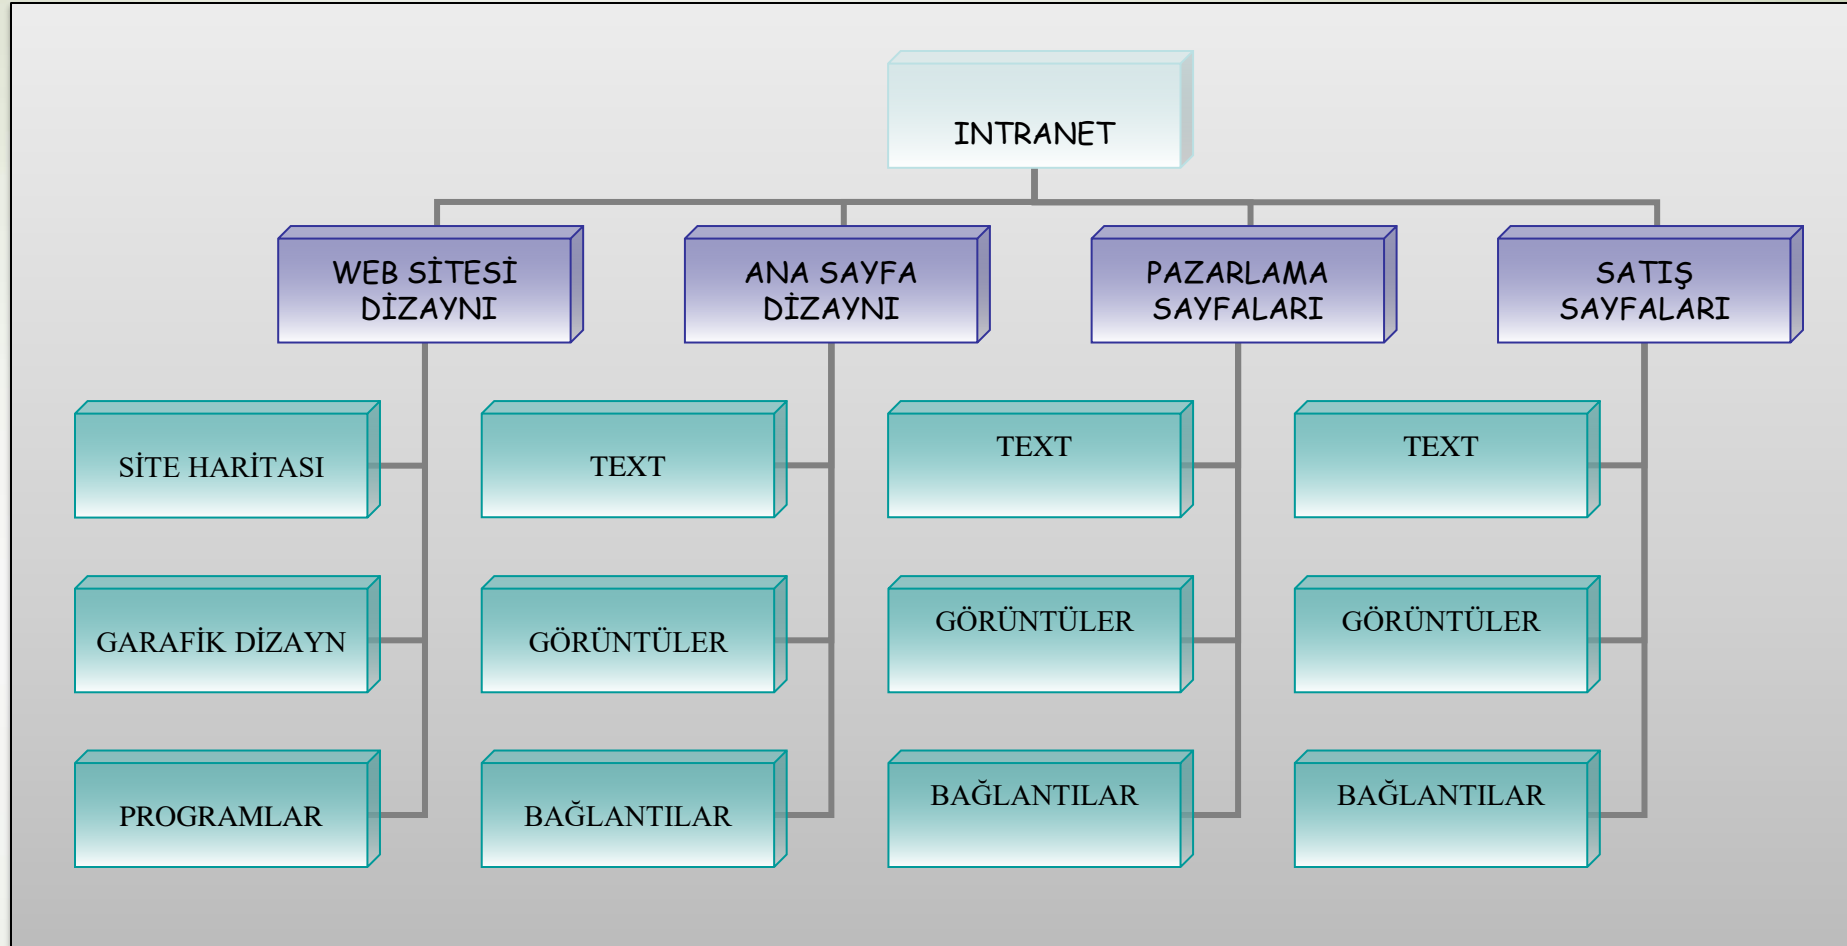 INTRANET
WEB SİTESİ
DİZAYNI
ANA SAYFA
DİZAYNI
PAZARLAMA
SAYFALARI
SATIŞ
SAYFALARI
SİTE HARİTASI
TEXT
TEXT
TEXT
GARAFİK DİZAYN
GÖRÜNTÜLER
GÖRÜNTÜLER
GÖRÜNTÜLER
PROGRAMLAR
BAĞLANTILAR
BAĞLANTILAR
BAĞLANTILAR